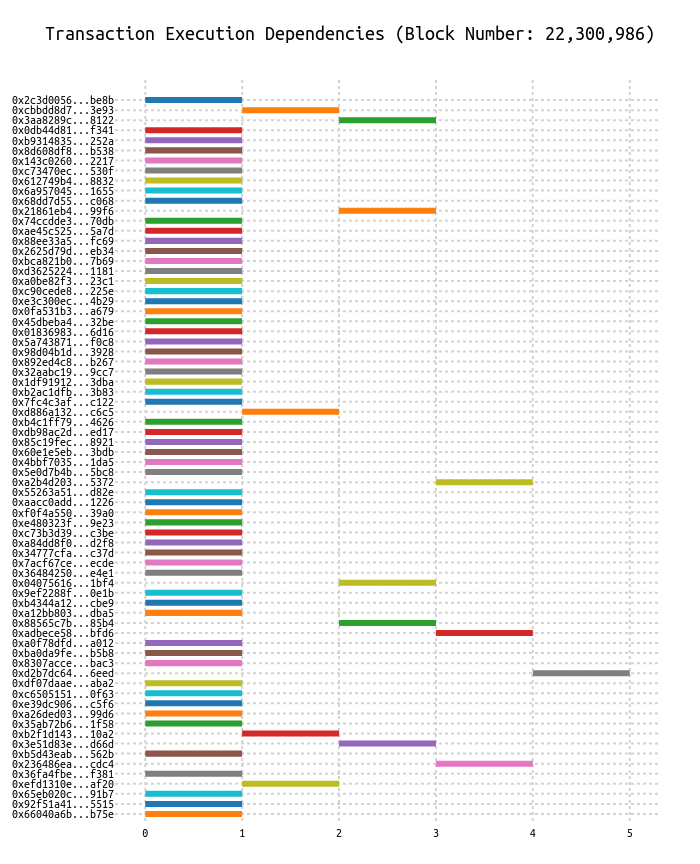 Transaction Execution Dependencies (Block Number: 22,300,986)
0x2c3d0056...be8b
0xcbbdd8d7...3e93
0x3aa8289c...8122
0x0db44d81...f341
0xb9314835...252a
0x8d608df8...b538
0x143c0260...2217
0xc73470ec...530f
0x612749b4...8832
0x6a957045...1655
0x68dd7d55...c068
0x21861eb4...99f6
0x74ccdde3...70db
0xae45c525...5a7d
0x88ee33a5...fc69
0x2625d79d...eb34
0xbca821b0...7b69
0xd3625224...1181
0xa0be82f3...23c1
0xc90cede8...225e
0xe3c300ec...4b29
0x0fa531b3...a679
0x45dbeba4...32be
0x01836983...6d16
0x5a743871...f0c8
0x98d04b1d...3928
0x892ed4c8...b267
0x32aabc19...9cc7
0x1df91912...3dba
0xb2ac1dfb...3b83
0x7fc4c3af...c122
0xd886a132...c6c5
0xb4c1ff79...4626
0xdb98ac2d...ed17
0x85c19fec...8921
0x60e1e5eb...3bdb
0x4bbf7035...1da5
0x5e0d7b4b...5bc8
0xa2b4d203...5372
0x55263a51...d82e
0xaacc0add...1226
0xf0f4a550...39a0
0xe480323f...9e23
0xc73b3d39...c3be
0xa84dd8f0...d2f8
0x34777cfa...c37d
0x7acf67ce...ecde
0x36484250...e4e1
0x04075616...1bf4
0x9ef2288f...0e1b
0xb4344a12...cbe9
0xa12bb803...dba5
0x88565c7b...85b4
0xadbece58...bfd6
0xa0f78dfd...a012
0xba0da9fe...b5b8
0x8307acce...bac3
0xd2b7dc64...6eed
0xdf07daae...aba2
0xc6505151...0f63
0xe39dc906...c5f6
0xa26ded03...99d6
0x35ab72b6...1f58
0xb2f1d143...10a2
0x3e51d83e...d66d
0xb5d43eab...562b
0x236486ea...cdc4
0x36fa4fbe...f381
0xefd1310e...af20
0x65eb020c...91b7
0x92f51a41...5515
0x66040a6b...b75e
0 1 2 3 4 5